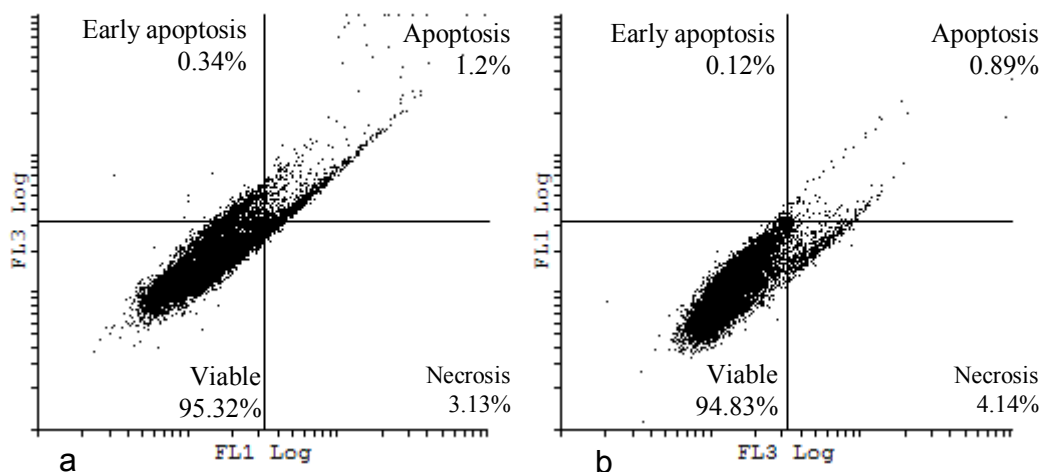 Early apoptosis
0.34%
Apoptosis
1.2%
FL3 Log
Viable
95.32%
Necrosis
3.13%
FL1 Log
a
Early apoptosis
0.12%
Apoptosis
0.89%
FL1 Log
Viable
94.83%
Necrosis
4.14%
FL3 Log
b